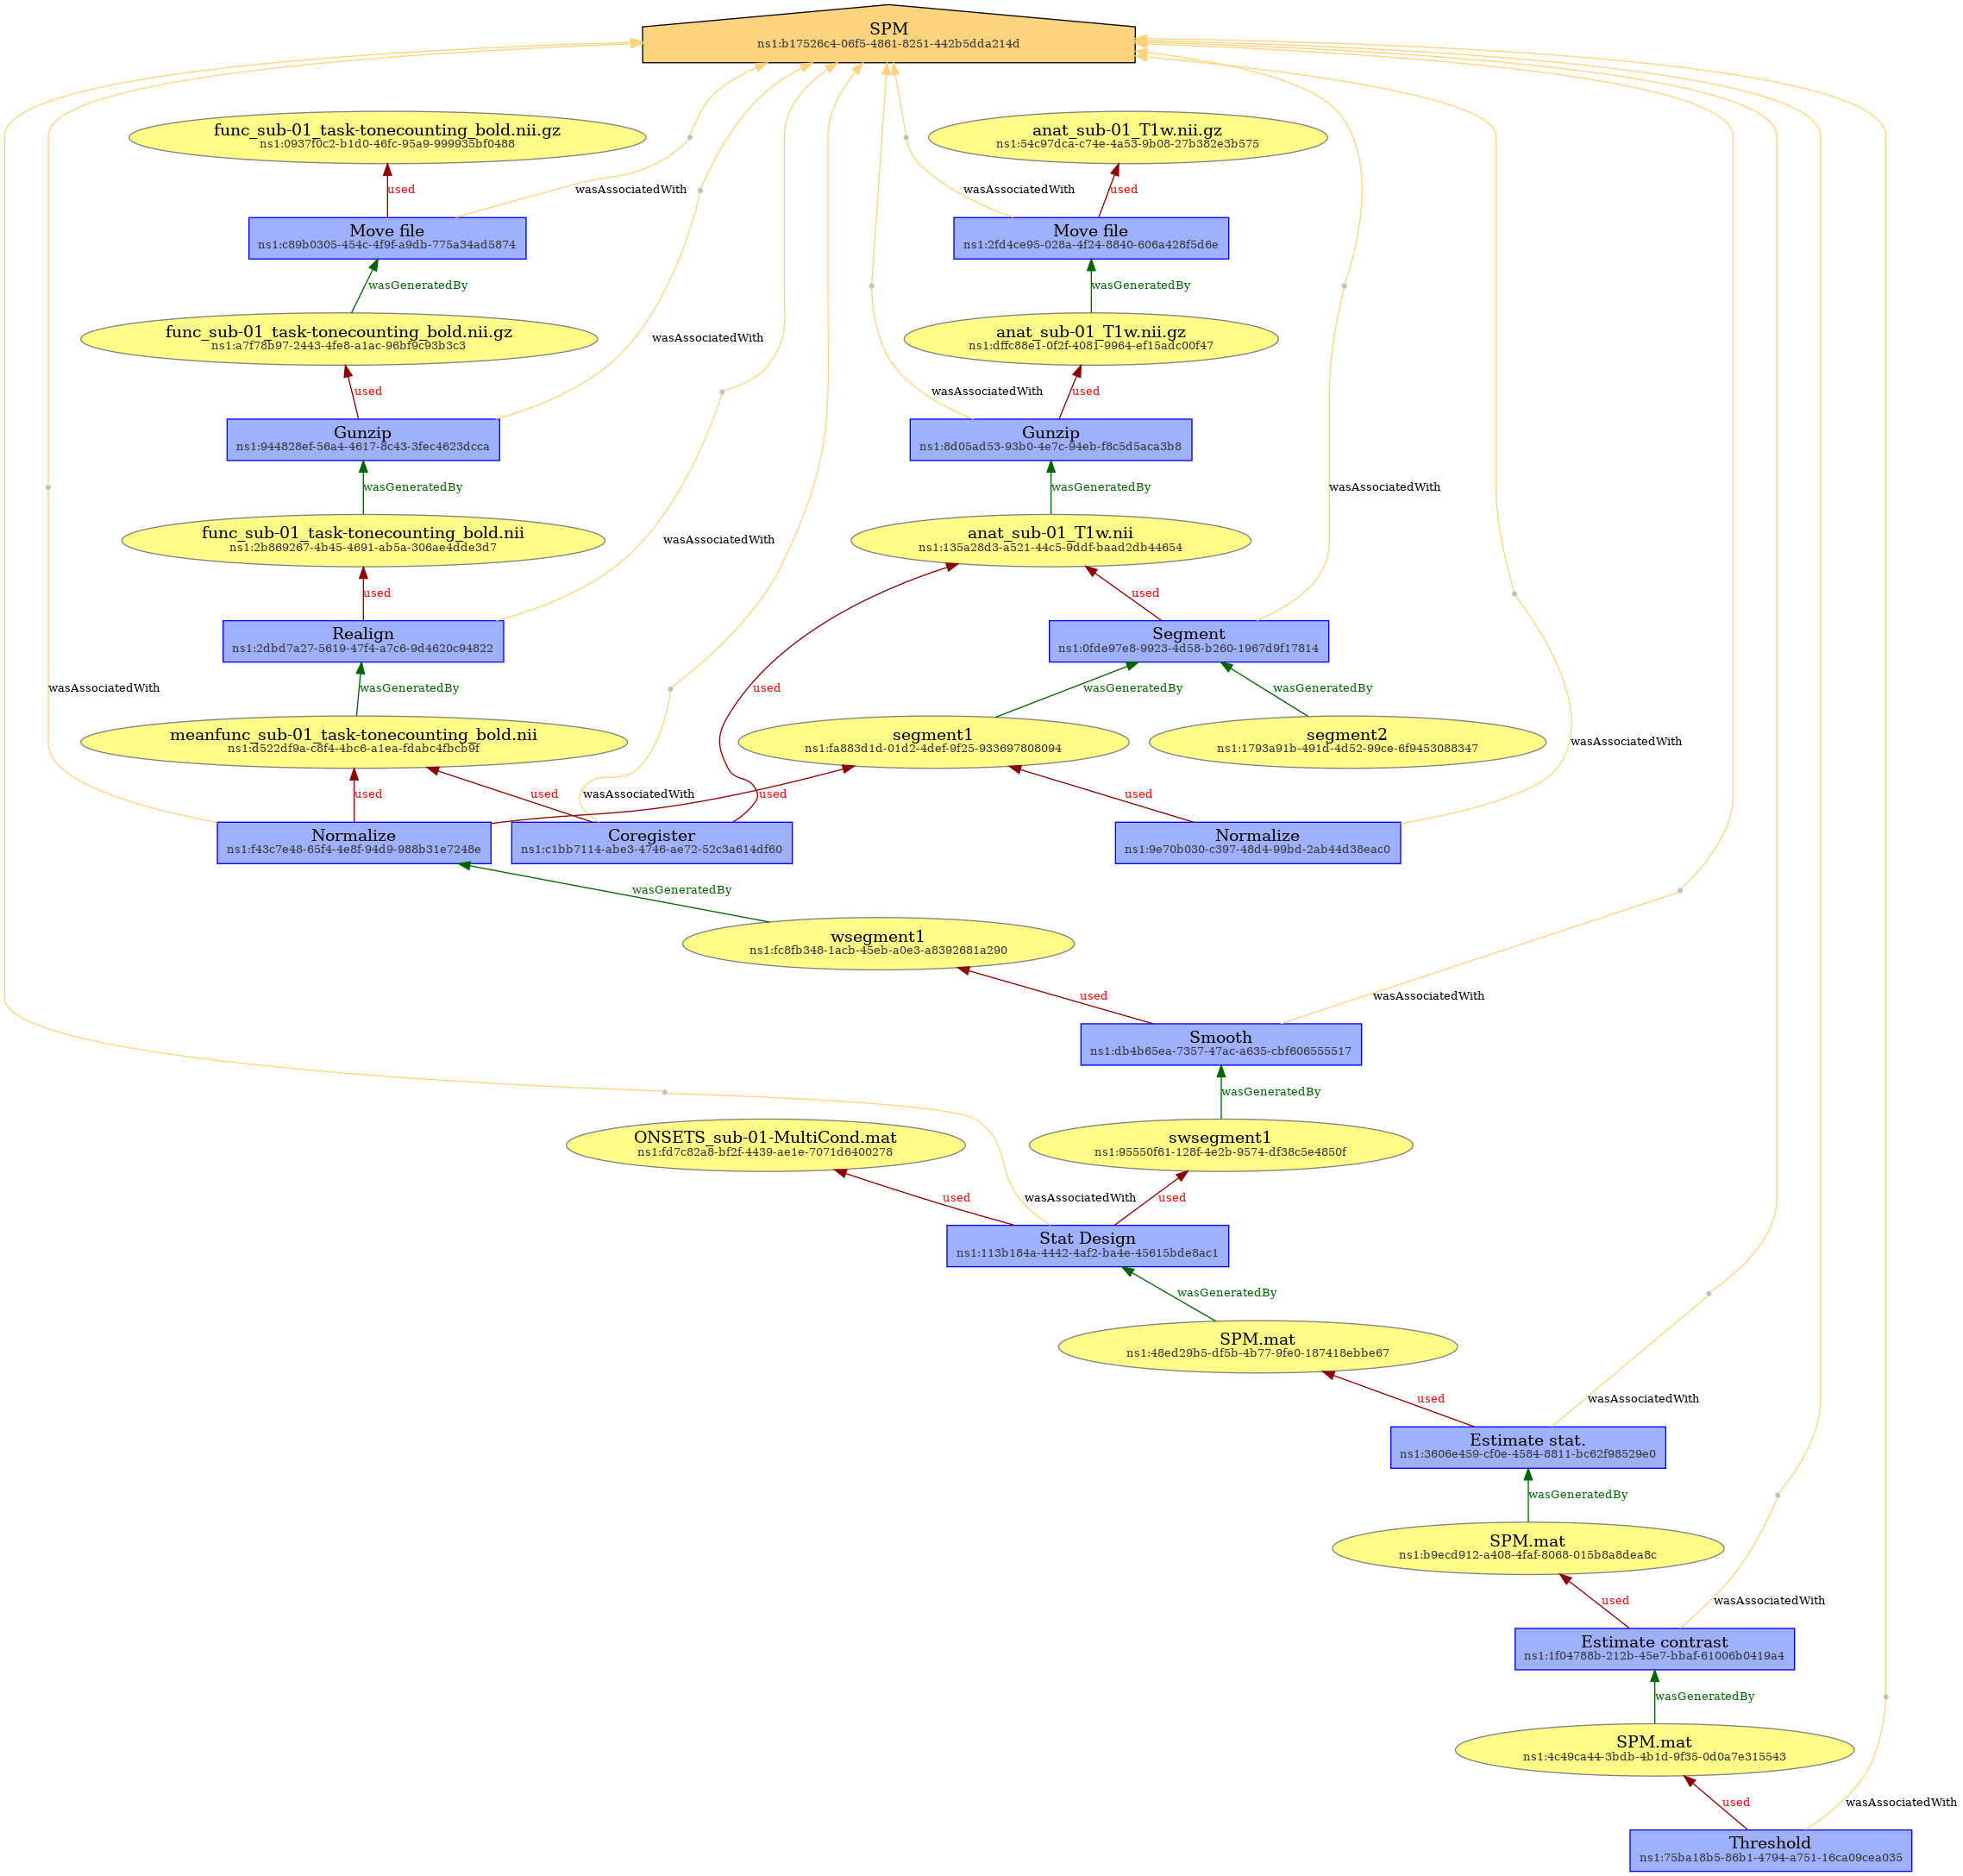 SPM
ns1:b17526c4-06f5-4861-8251-442b5dda214d
func_sub-01_task-tonecounting_bold.nii.gz
ns1:0937f0c2-b1d0-46fc-95a9-999935bf0488
anat_sub-01_T1w.nii.gz
ns1:54c97dca-c74e-4a53-9b08-27b382e3b575
used
wasAssociatedWith
wasAssociatedWith
used
Move file
ns1:c89b0305-454c-4f9f-a9db-775a34ad5874
Move file
ns1:2fd4ce95-028a-4f24-8840-606a428f5d6e
wasGeneratedBy
wasGeneratedBy
func_sub-01_task-tonecounting_bold.nii.gz
ns1:a7f78b97-2443-4fe8-a1ac-96bf9c93b3c3
wasAssociatedWith
anat_sub-01_T1w.nii.gz
ns1:dffc88e1-0f2f-4081-9964-ef15adc00f47
used
wasAssociatedWith
used
Gunzip
ns1:944828ef-56a4-4617-8c43-3fec4623dcca
Gunzip
ns1:8d05ad53-93b0-4e7c-94eb-f8c5d5aca3b8
wasGeneratedBy
wasGeneratedBy
wasAssociatedWith
func_sub-01_task-tonecounting_bold.nii
ns1:2b869267-4b45-4691-ab5a-306ae4dde3d7
wasAssociatedWith
anat_sub-01_T1w.nii
ns1:135a28d3-a521-44c5-9ddf-baad2db44654
used
used
Realign
ns1:2dbd7a27-5619-47f4-a7c6-9d4620c94822
Segment
ns1:0fde97e8-9923-4d58-b260-1967d9f17814
wasAssociatedWith
wasGeneratedBy
used
wasGeneratedBy
wasGeneratedBy
meanfunc_sub-01_task-tonecounting_bold.nii
ns1:d522df9a-c8f4-4bc6-a1ea-fdabc4fbcb9f
segment1
ns1:fa883d1d-01d2-4def-9f25-933697808094
segment2
ns1:1793a91b-491d-4d52-99ce-6f9453088347
wasAssociatedWith
used
used
wasAssociatedWith
used
used
Normalize
ns1:f43c7e48-65f4-4e8f-94d9-988b31e7248e
Coregister
ns1:c1bb7114-abe3-4746-ae72-52c3a614df60
Normalize
ns1:9e70b030-c397-48d4-99bd-2ab44d38eac0
wasGeneratedBy
wsegment1
ns1:fc8fb348-1acb-45eb-a0e3-a8392681a290
used
wasAssociatedWith
Smooth
ns1:db4b65ea-7357-47ac-a635-cbf606555517
wasGeneratedBy
ONSETS_sub-01-MultiCond.mat
ns1:fd7c82a8-bf2f-4439-ae1e-7071d6400278
swsegment1
ns1:95550f61-128f-4e2b-9574-df38c5e4850f
used
wasAssociatedWith
used
Stat Design
ns1:113b184a-4442-4af2-ba4e-45615bde8ac1
wasGeneratedBy
SPM.mat
ns1:48ed29b5-df5b-4b77-9fe0-187418ebbe67
used
wasAssociatedWith
Estimate stat.
ns1:3606e459-cf0e-4584-8811-bc62f98529e0
wasGeneratedBy
SPM.mat
ns1:b9ecd912-a408-4faf-8068-015b8a8dea8c
used
wasAssociatedWith
Estimate contrast
ns1:1f04788b-212b-45e7-bbaf-61006b0419a4
wasGeneratedBy
SPM.mat
ns1:4c49ca44-3bdb-4b1d-9f35-0d0a7e315543
used
wasAssociatedWith
Threshold
ns1:75ba18b5-86b1-4794-a751-16ca09cea035